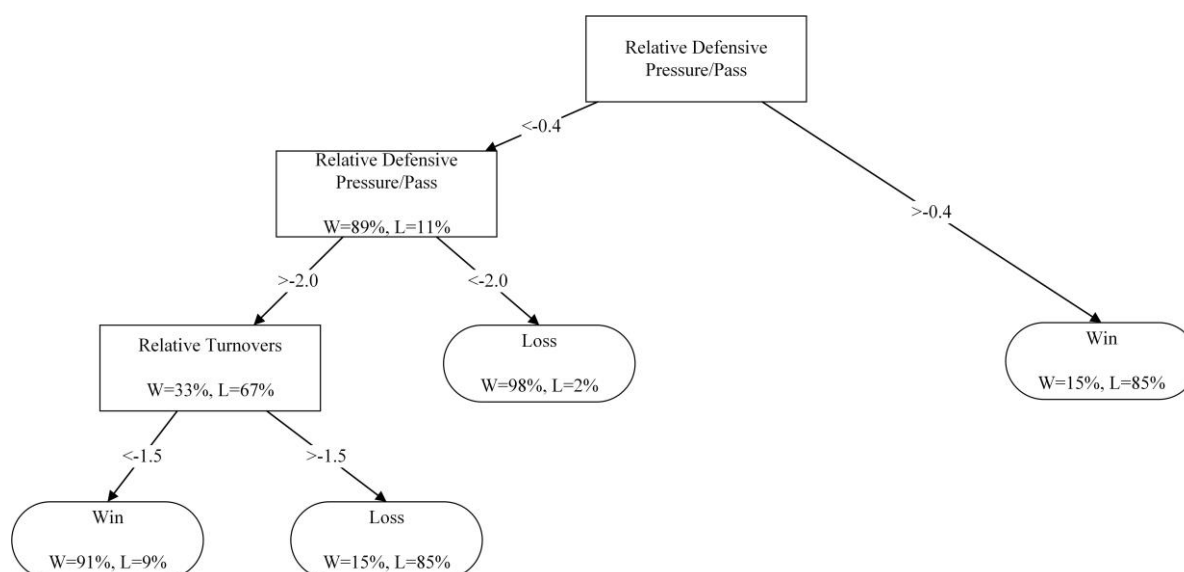 Relative Defensive
Pressure/Pass
<-0.4
>-0.4
Relative Defensive
Pressure/Pass
W=89%, L=11%
>-2.0
<-2.0
Relative Turnovers
W=33%, L=67%
Loss
W=98%, L=2%
Win
W=15%, L=85%
<-1.5
>-1.5
Win
W=91%, L=9%
Loss
W=15%, L=85%